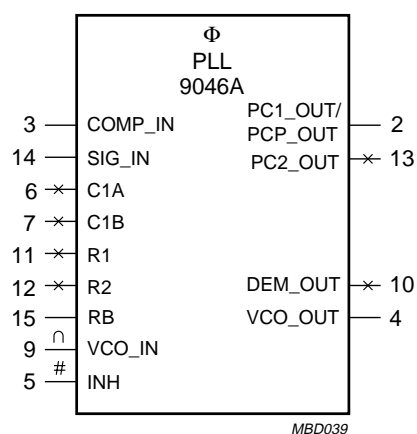 Φ
PLL
9046A
3 COMP_IN
14 SIG_IN
6 C1A
7 C1B
11 R1
12 R2
15 RB
9 ∩ VCO_IN
5 # INH
PC1_OUT/
PCP_OUT 2
PC2_OUT 13
DEM_OUT 10
VCO_OUT 4
MBD039